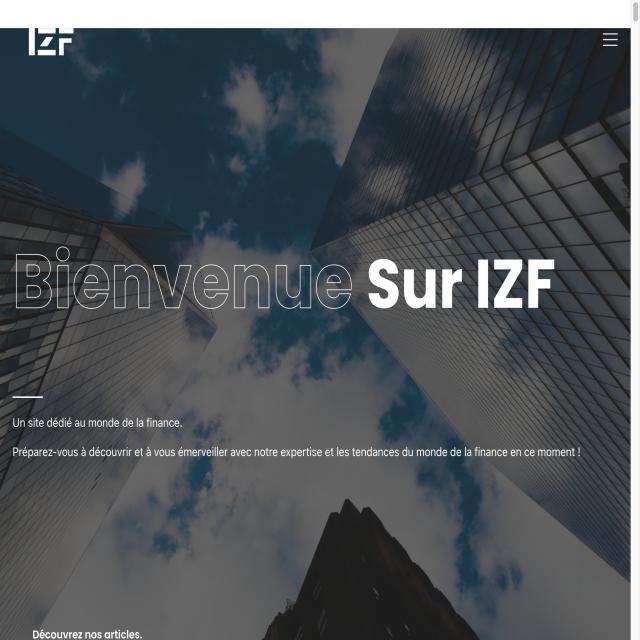 IZF
Bienvenue Sur IZF
Un site dédié au monde de la finance.
Préparez-vous à découvrir et à vous émerveiller avec notre expertise et les tendances du monde de la finance en ce moment !
Découvrez nos articles.